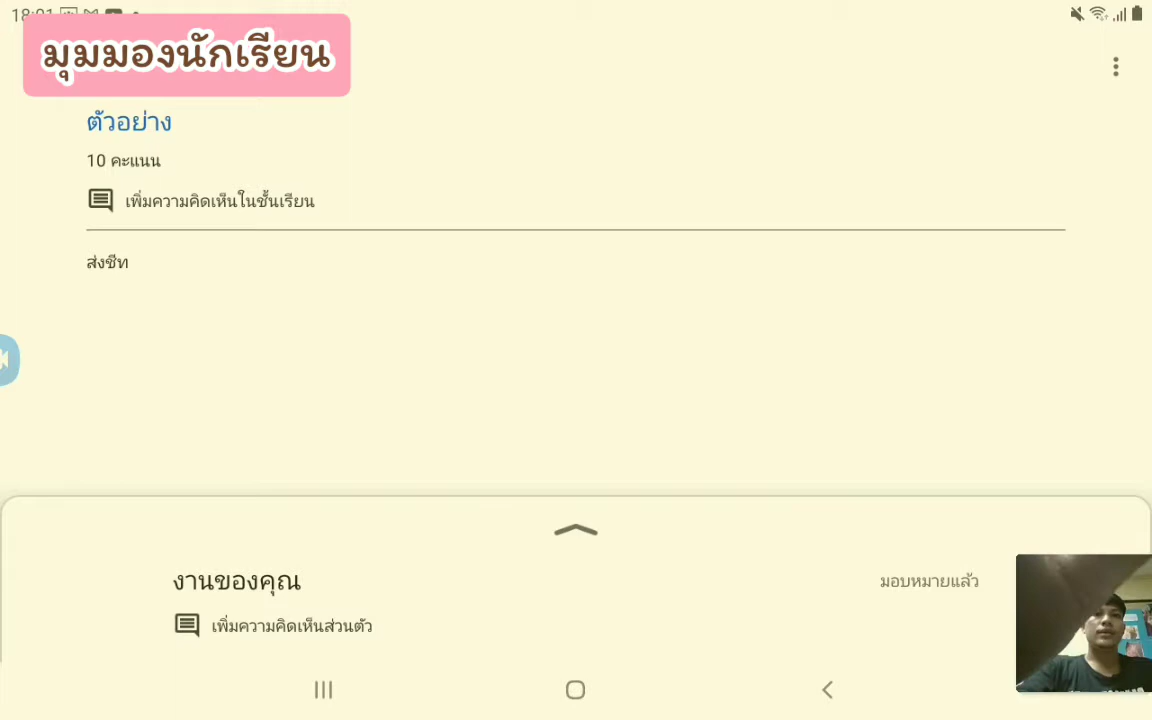 มุมมองนักเรียน
ตัวอย่าง
10 คะแนน
เพิ่มความคิดเห็นในชั้นเรียน
ส่งชีท
งานของคุณ
มอบหมายแล้ว
เพิ่มความคิดเห็นส่วนตัว